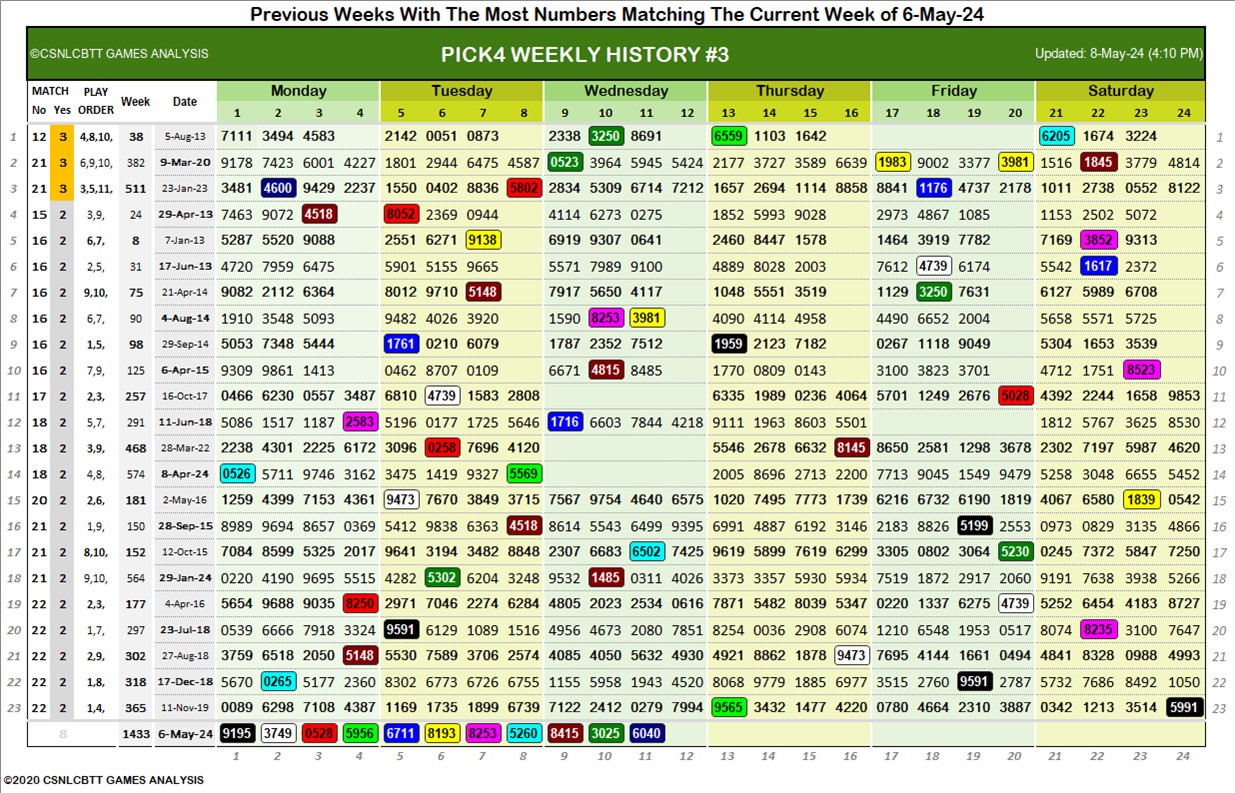 Previous Weeks With The Most Numbers Matching The Current Week of 6-May-24
©CSNLCBTT GAMES ANALYSIS PICK4 WEEKLY HISTORY #3 Updated: 8-May-24 (4:10 PM)
MATCH PLAY Week Date Monday Tuesday Wednesday Thursday Friday Saturday
No Yes ORDER 1 2 3 4 5 6 7 8 9 10 11 12 13 14 15 16 17 18 19 20 21 22 23 24
1 12 3 4,8,10, 38 5-Aug-13 7111 3494 4583 2142 0051 0873 2338 3250 8691 6559 1103 1642 6205 1674 3224 1
2 21 3 6,9,10, 382 9-Mar-20 9178 7423 6001 4227 1801 2944 6475 4587 0523 3964 5945 5424 2177 3727 3589 6639 1983 9002 3377 3981 1516 1845 3779 4814 2
3 21 3 3,5,11, 511 23-Jan-23 3481 4600 9429 2237 1550 0402 8836 5802 2834 5309 6714 7212 1657 2694 1114 8858 8841 1176 4737 2178 1011 2738 0552 8122 3
4 15 2 3,9, 24 29-Apr-13 7463 9072 4518 8052 2369 0944 4114 6273 0275 1852 5993 9028 2973 4867 1085 1153 2502 5072 4
5 16 2 6,7, 8 7-Jan-13 5287 5520 9088 2551 6271 9138 6919 9307 0641 2460 8447 1578 1464 3919 7782 7169 3852 9313 5
6 16 2 2,5, 31 17-Jun-13 4720 7959 6475 5901 5155 9665 5571 7989 9100 4889 8028 2003 7612 4739 6174 5542 1617 2372 6
7 16 2 9,10, 75 21-Apr-14 9082 2112 6364 8012 9710 5148 7917 5650 4117 1048 5551 3519 1129 3250 7631 6127 5989 6708 7
8 16 2 6,7, 90 4-Aug-14 1910 3548 5093 9482 4026 3920 1590 8253 3981 4090 4114 4958 4490 6652 2004 5658 5571 5725 8
9 16 2 1,5, 98 29-Sep-14 5053 7348 5444 1761 0210 6079 1787 2352 7512 1959 2123 7182 0267 1118 9049 5304 1653 3539 9
10 16 2 7,9, 125 6-Apr-15 9309 9861 1413 0462 8707 0109 6671 4815 8485 1770 0809 0143 3100 3823 3701 4712 1751 8523 10
11 17 2 2,3, 257 16-Oct-17 0466 6230 0557 3487 6810 4739 1583 2808 6335 1989 0236 4064 5701 1249 2676 5028 4392 2244 1658 9853 11
12 18 2 5,7, 291 11-Jun-18 5086 1517 1187 2583 5196 0177 1725 5646 1716 6603 7844 4218 9111 1963 8603 5501 1812 5767 3625 8530 12
13 18 2 3,9, 468 28-Mar-22 2238 4301 2225 6172 3096 0258 7696 4120 5546 2678 6632 8145 8650 2581 1298 3678 2302 7197 5987 4620 13
14 18 2 4,8, 574 8-Apr-24 0526 5711 9746 3162 3475 1419 9327 5569 2005 8696 2713 2200 7713 9045 1549 9479 5258 3048 6655 5452 14
15 20 2 2,6, 181 2-May-16 1259 4399 7153 4361 9473 7670 3849 3715 7567 9754 4640 6575 1020 7495 7773 1739 6216 6732 6190 1819 4067 6580 1839 0542 15
16 21 2 1,9, 150 28-Sep-15 8989 9694 8657 0369 5412 9838 6363 4518 8614 5543 6499 9395 6991 4887 6192 3146 2183 8826 5199 2553 0973 0829 3135 4866 16
17 21 2 8,10, 152 12-Oct-15 7084 8599 5325 2017 9641 3194 3482 8848 2307 6683 6502 7425 9619 5899 7619 6299 3305 0802 3064 5230 0245 7372 5847 7250 17
18 21 2 9,10, 564 29-Jan-24 0220 4190 9695 5515 4282 5302 6204 3248 9532 1485 0311 4026 3373 3357 5930 5934 7519 1872 2917 2060 9191 7638 3938 5266 18
19 22 2 2,3, 177 4-Apr-16 5654 9688 9035 8250 2971 7046 2274 6284 4805 2023 2534 0616 7871 5482 8039 5347 0220 1337 6275 4739 5252 6454 4183 8727 19
20 22 2 1,7, 297 23-Jul-18 0539 6666 7918 3324 9591 6129 1089 1516 4956 4673 2080 7851 8254 0036 2908 6074 1210 6548 1953 0517 8074 8235 3100 7647 20
21 22 2 2,9, 302 27-Aug-18 3759 6518 2050 5148 5530 7589 3706 2574 4085 4050 5636 4930 4921 8862 1878 9473 7695 4144 1661 0494 4841 8328 0988 4993 21
22 22 2 1,8, 318 17-Dec-18 5670 0265 5177 2360 8302 6773 6726 6755 1155 5958 1943 4520 8068 9779 1885 6977 3515 2760 9591 2787 5732 7686 8492 1050 22
23 22 2 1,4, 365 11-Nov-19 0089 6298 7108 4387 1169 1735 1899 6739 7122 2412 0279 7994 9565 3432 1477 4220 0780 4664 2310 3887 0342 1213 3514 5991 23
8 1433 6-May-24 9195 3749 0528 5956 6711 8193 8253 5260 8415 3025 6040
1 2 3 4 5 6 7 8 9 10 11 12 13 14 15 16 17 18 19 20 21 22 23 24
©2020 CSNLCBTT GAMES ANALYSIS